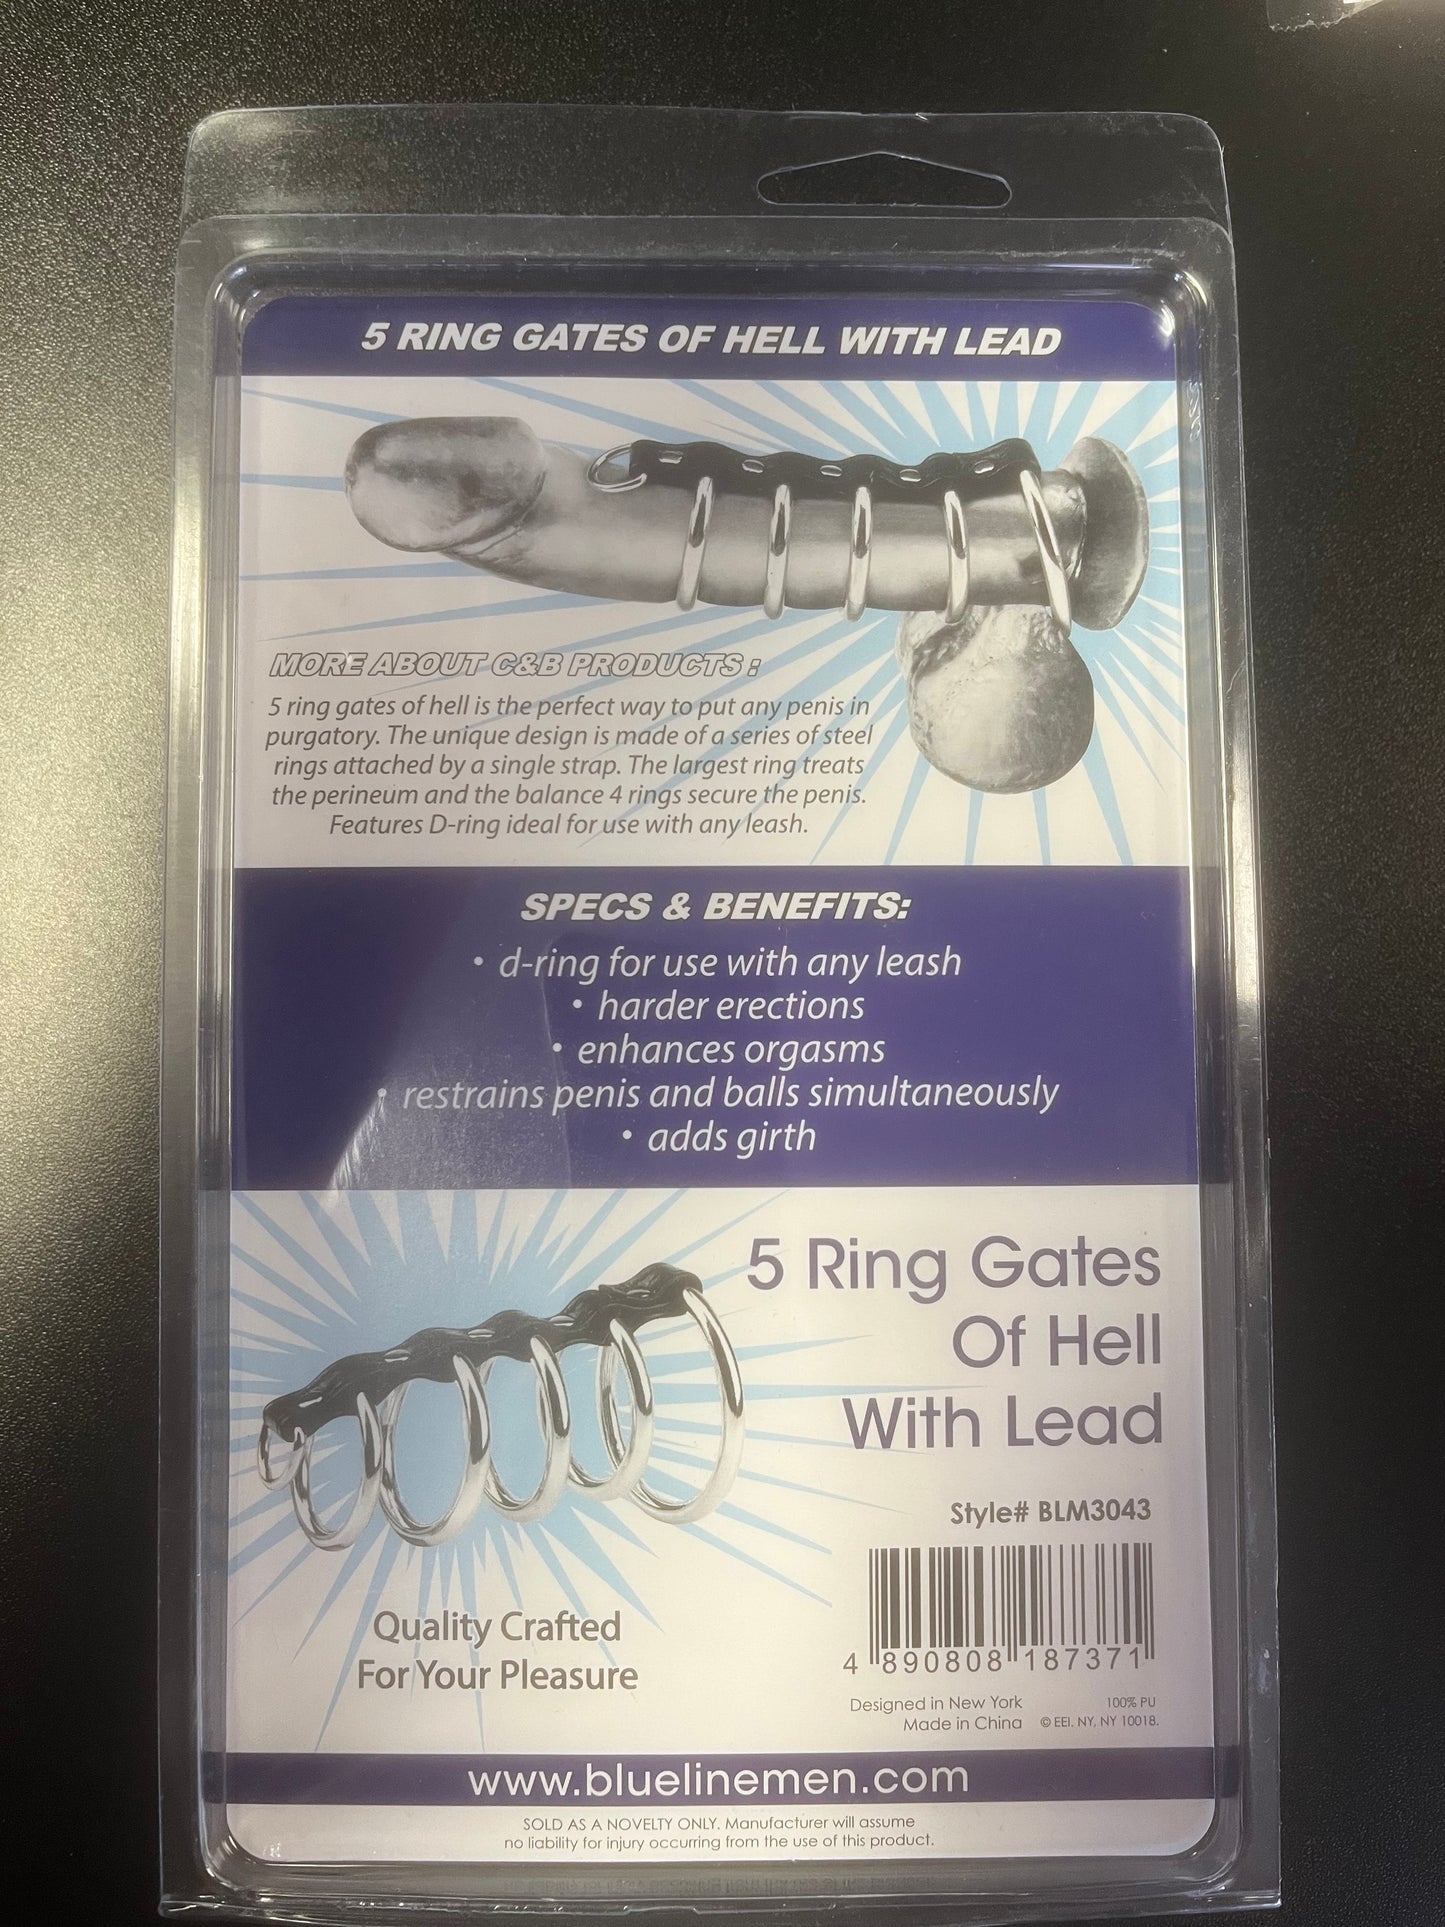 5 RING GATES OF HELL WITH LEAD
MORE ABOUT C&B PRODUCTS :
5 ring gates of hell is the perfect way to put any penis in
purgatory. The unique design is made of a series of steel
rings attached by a single strap. The largest ring treats
the perineum and the balance 4 rings secure the penis.
Features D-ring ideal for use with any leash.
SPECS & BENEFITS:
• d-ring for use with any leash
• harder erections
• enhances orgasms
• restrains penis and balls simultaneously
• adds girth
5 Ring Gates
Of Hell
With Lead
Style# BLM3043
4 890808 187371
Quality Crafted
For Your Pleasure
Designed in New York
Made in China
100% PU
© EEI. NY, NY 10018.
www.bluelinemen.com
SOLD AS A NOVELTY ONLY. Manufacturer will assume
no liability for injury occurring from the use of this product.